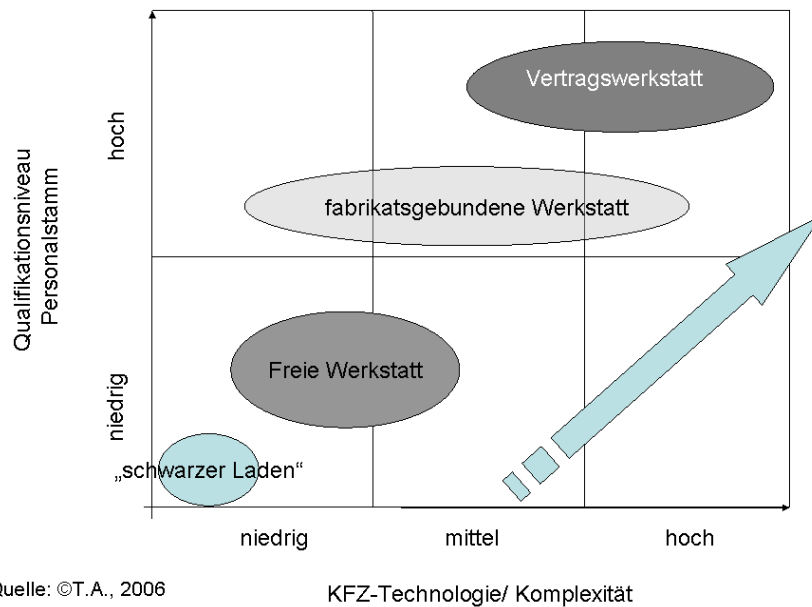 Vertragswerkstatt
hoch
fabrikatsgebundene Werkstatt
Qualifikationsniveau
Personalstamm
Freie Werkstatt
niedrig
„schwarzer Laden“
niedrig
mittel
hoch
Quelle: ©T.A., 2006
KFZ-Technologie/ Komplexität